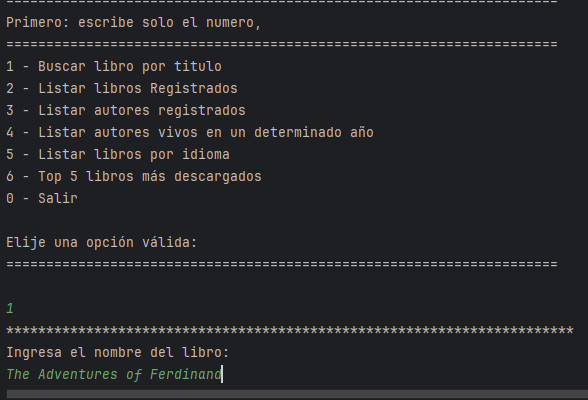 =====================================================================
Primero: escribe solo el numero,
=====================================================================
1 - Buscar libro por titulo
2 - Listar libros Registrados
3 - Listar autores registrados
4 - Listar autores vivos en un determinado año
5 - Listar libros por idioma
6 - Top 5 libros más descargados
0 - Salir
Elije una opción válida:
=====================================================================
1
***********************************************************************
Ingresa el nombre del libro:
The Adventures of Ferdinand